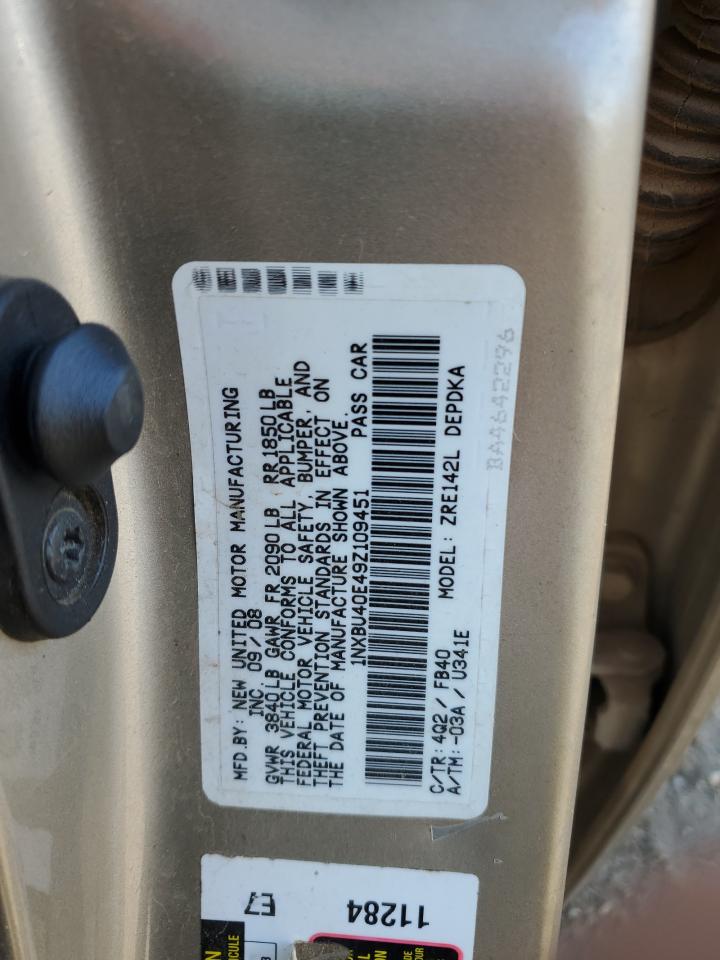 MFD.BY: NEW UNITED MOTOR MANUFACTURING
INC. 09/08
GVWR 3840LB GAWR FR 2090LB RR1850LB
THIS VEHICLE CONFORMS TO ALL APPLICABLE
FEDERAL MOTOR VEHICLE SAFETY, BUMPER, AND
THEFT PREVENTION STANDARDS IN EFFECT ON
THE DATE OF MANUFACTURE SHOWN ABOVE.
1NXBU40E49Z109451 PASS CAR
C/TR: 4Q2/FB40 MODEL: ZRE142L DEPDKA
A/TM: -03A/U341E
BA4642296
11284